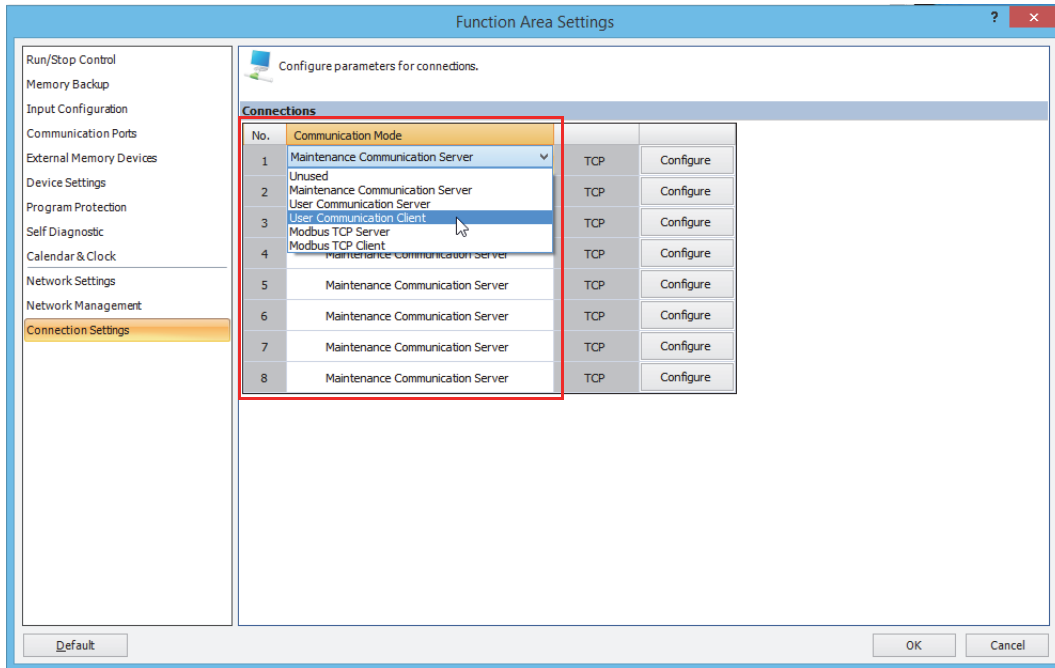 Function Area Settings
?
×
Run/Stop Control
Memory Backup
Input Configuration
Communication Ports
External Memory Devices
Device Settings
Program Protection
Self Diagnostic
Calendar & Clock
Network Settings
Network Management
Connection Settings
Configure parameters for connections.
Connections
No. Communication Mode
1 Maintenance Communication Server TCP Configure
Unused
Maintenance Communication Server
User Communication Server
User Communication Client
Modbus TCP Server
Modbus TCP Client
2 TCP Configure
3 TCP Configure
4 Maintenance Communication Server TCP Configure
5 Maintenance Communication Server TCP Configure
6 Maintenance Communication Server TCP Configure
7 Maintenance Communication Server TCP Configure
8 Maintenance Communication Server TCP Configure
Default
OK
Cancel